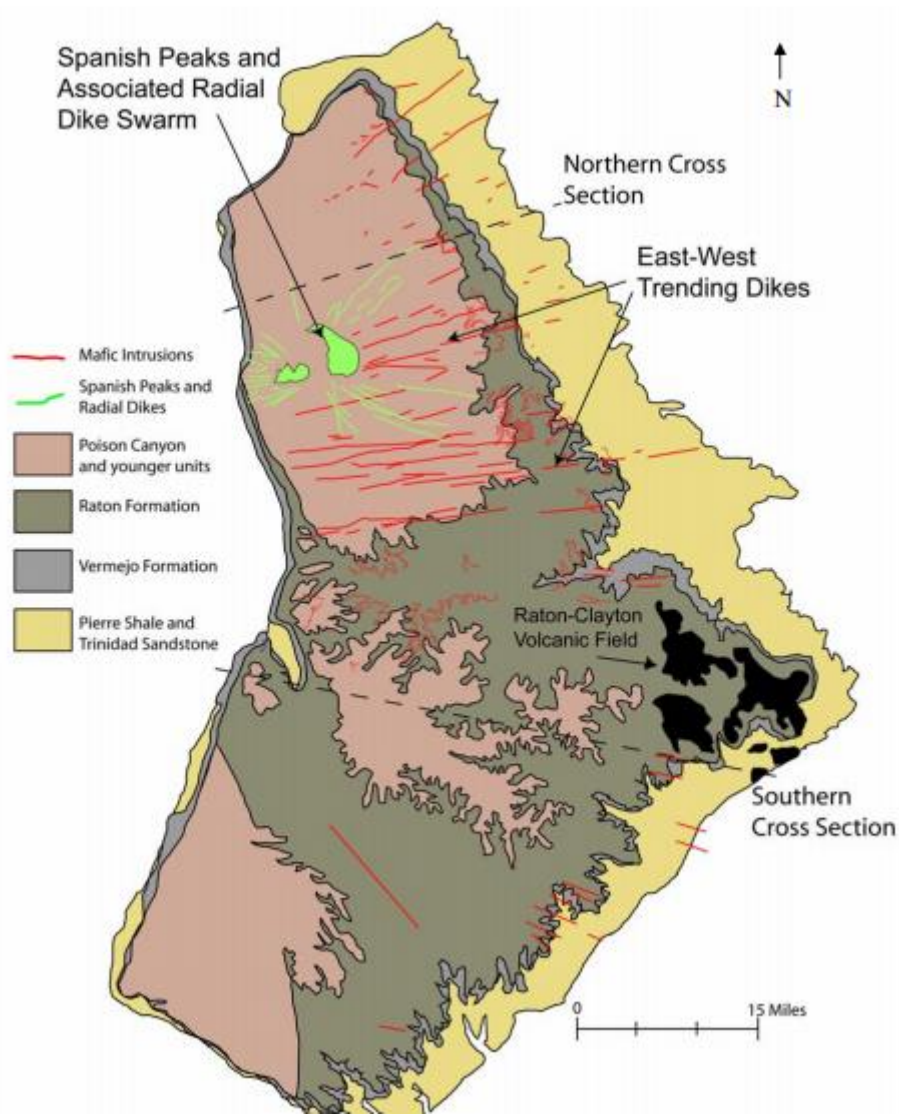 Spanish Peaks and
Associated Radial
Dike Swarm
N
Northern Cross
Section
East-West
Trending Dikes
Mafic Intrusions
Spanish Peaks and
Radial Dikes
Poison Canyon
and younger units
Raton Formation
Vermejo Formation
Pierre Shale and
Trinidad Sandstone
Raton-Clayton
Volcanic Field
Southern
Cross Section
0 15 Miles